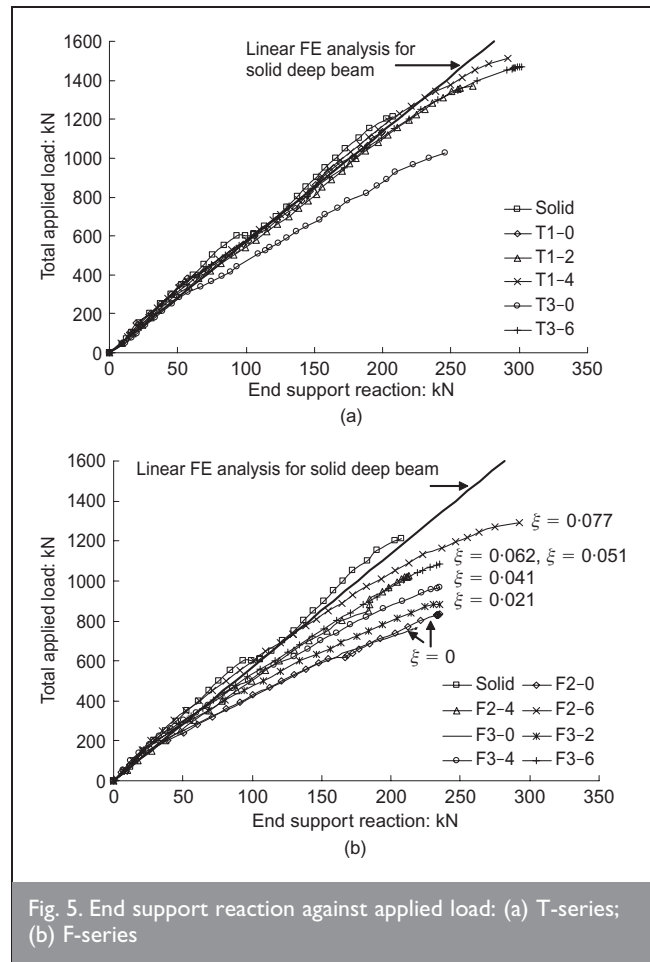 1600
1400
1200
1000
800
600
400
200
0
Total applied load: kN
Linear FE analysis for
solid deep beam
Solid
T1-0
T1-2
T1-4
T3-0
T3-6
0 50 100 150 200 250 300 350
End support reaction: kN
(a)
1600
1400
1200
1000
800
600
400
200
0
Total applied load: kN
Linear FE analysis for solid deep beam
ξ = 0·077
ξ = 0·062, ξ = 0·051
ξ = 0·041
ξ = 0·021
ξ = 0
Solid F2-0
F2-4 F2-6
F3-0 F3-2
F3-4 F3-6
0 50 100 150 200 250 300 350
End support reaction: kN
(b)
Fig. 5. End support reaction against applied load: (a) T-series;
(b) F-series